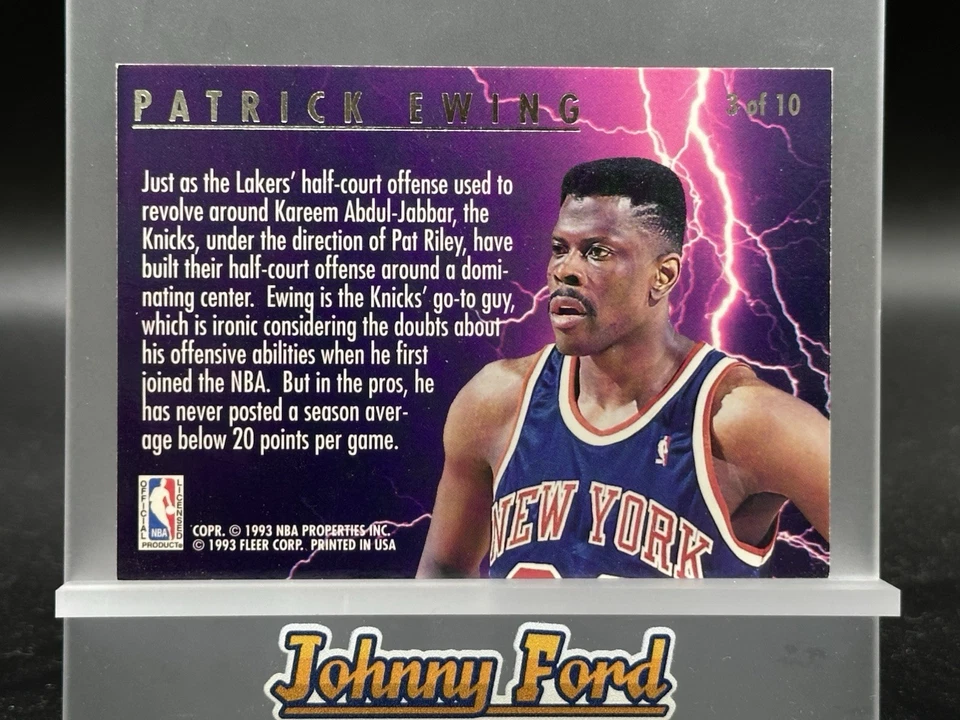 PATRICK EWING
3 of 10
Just as the Lakers' half-court offense used to
revolve around Kareem Abdul-Jabbar, the
Knicks, under the direction of Pat Riley, have
built their half-court offense around a domi-
nating center. Ewing is the Knicks' go-to guy,
which is ironic considering the doubts about
his offensive abilities when he first
joined the NBA. But in the pros, he
has never posted a season aver-
age below 20 points per game.
NEW YORK
OFFICIAL
LICENSED
NBA
PRODUCT®
COPR. © 1993 NBA PROPERTIES INC.
© 1993 FLEER CORP. PRINTED IN USA
Johnny Ford